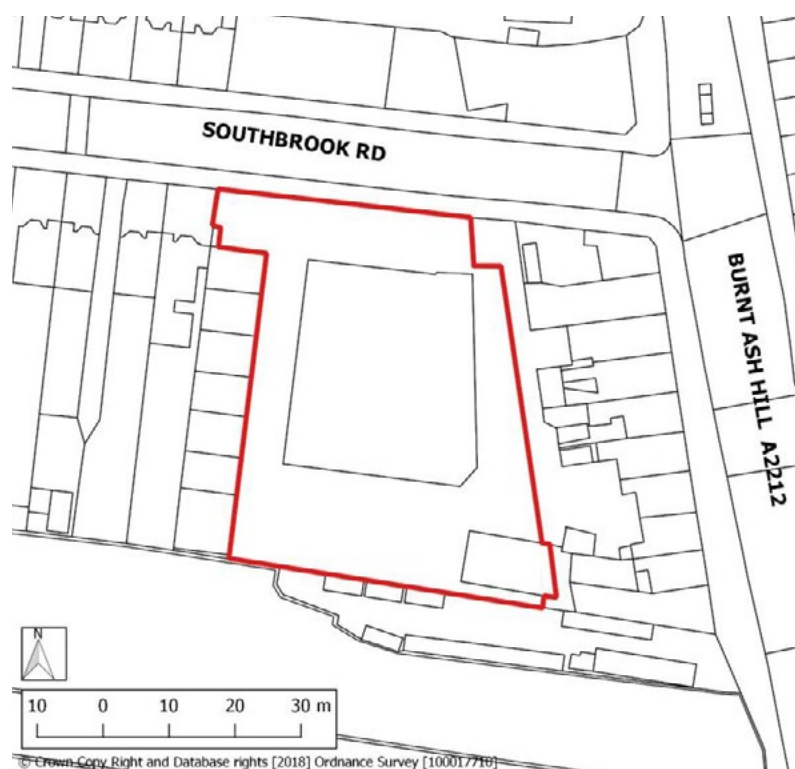 SOUTHBROOK RD
BURNT ASH HILL A2212
N
10 0 10 20 30 m
© Crown Copy Right and Database rights [2018] Ordnance Survey [100017710]